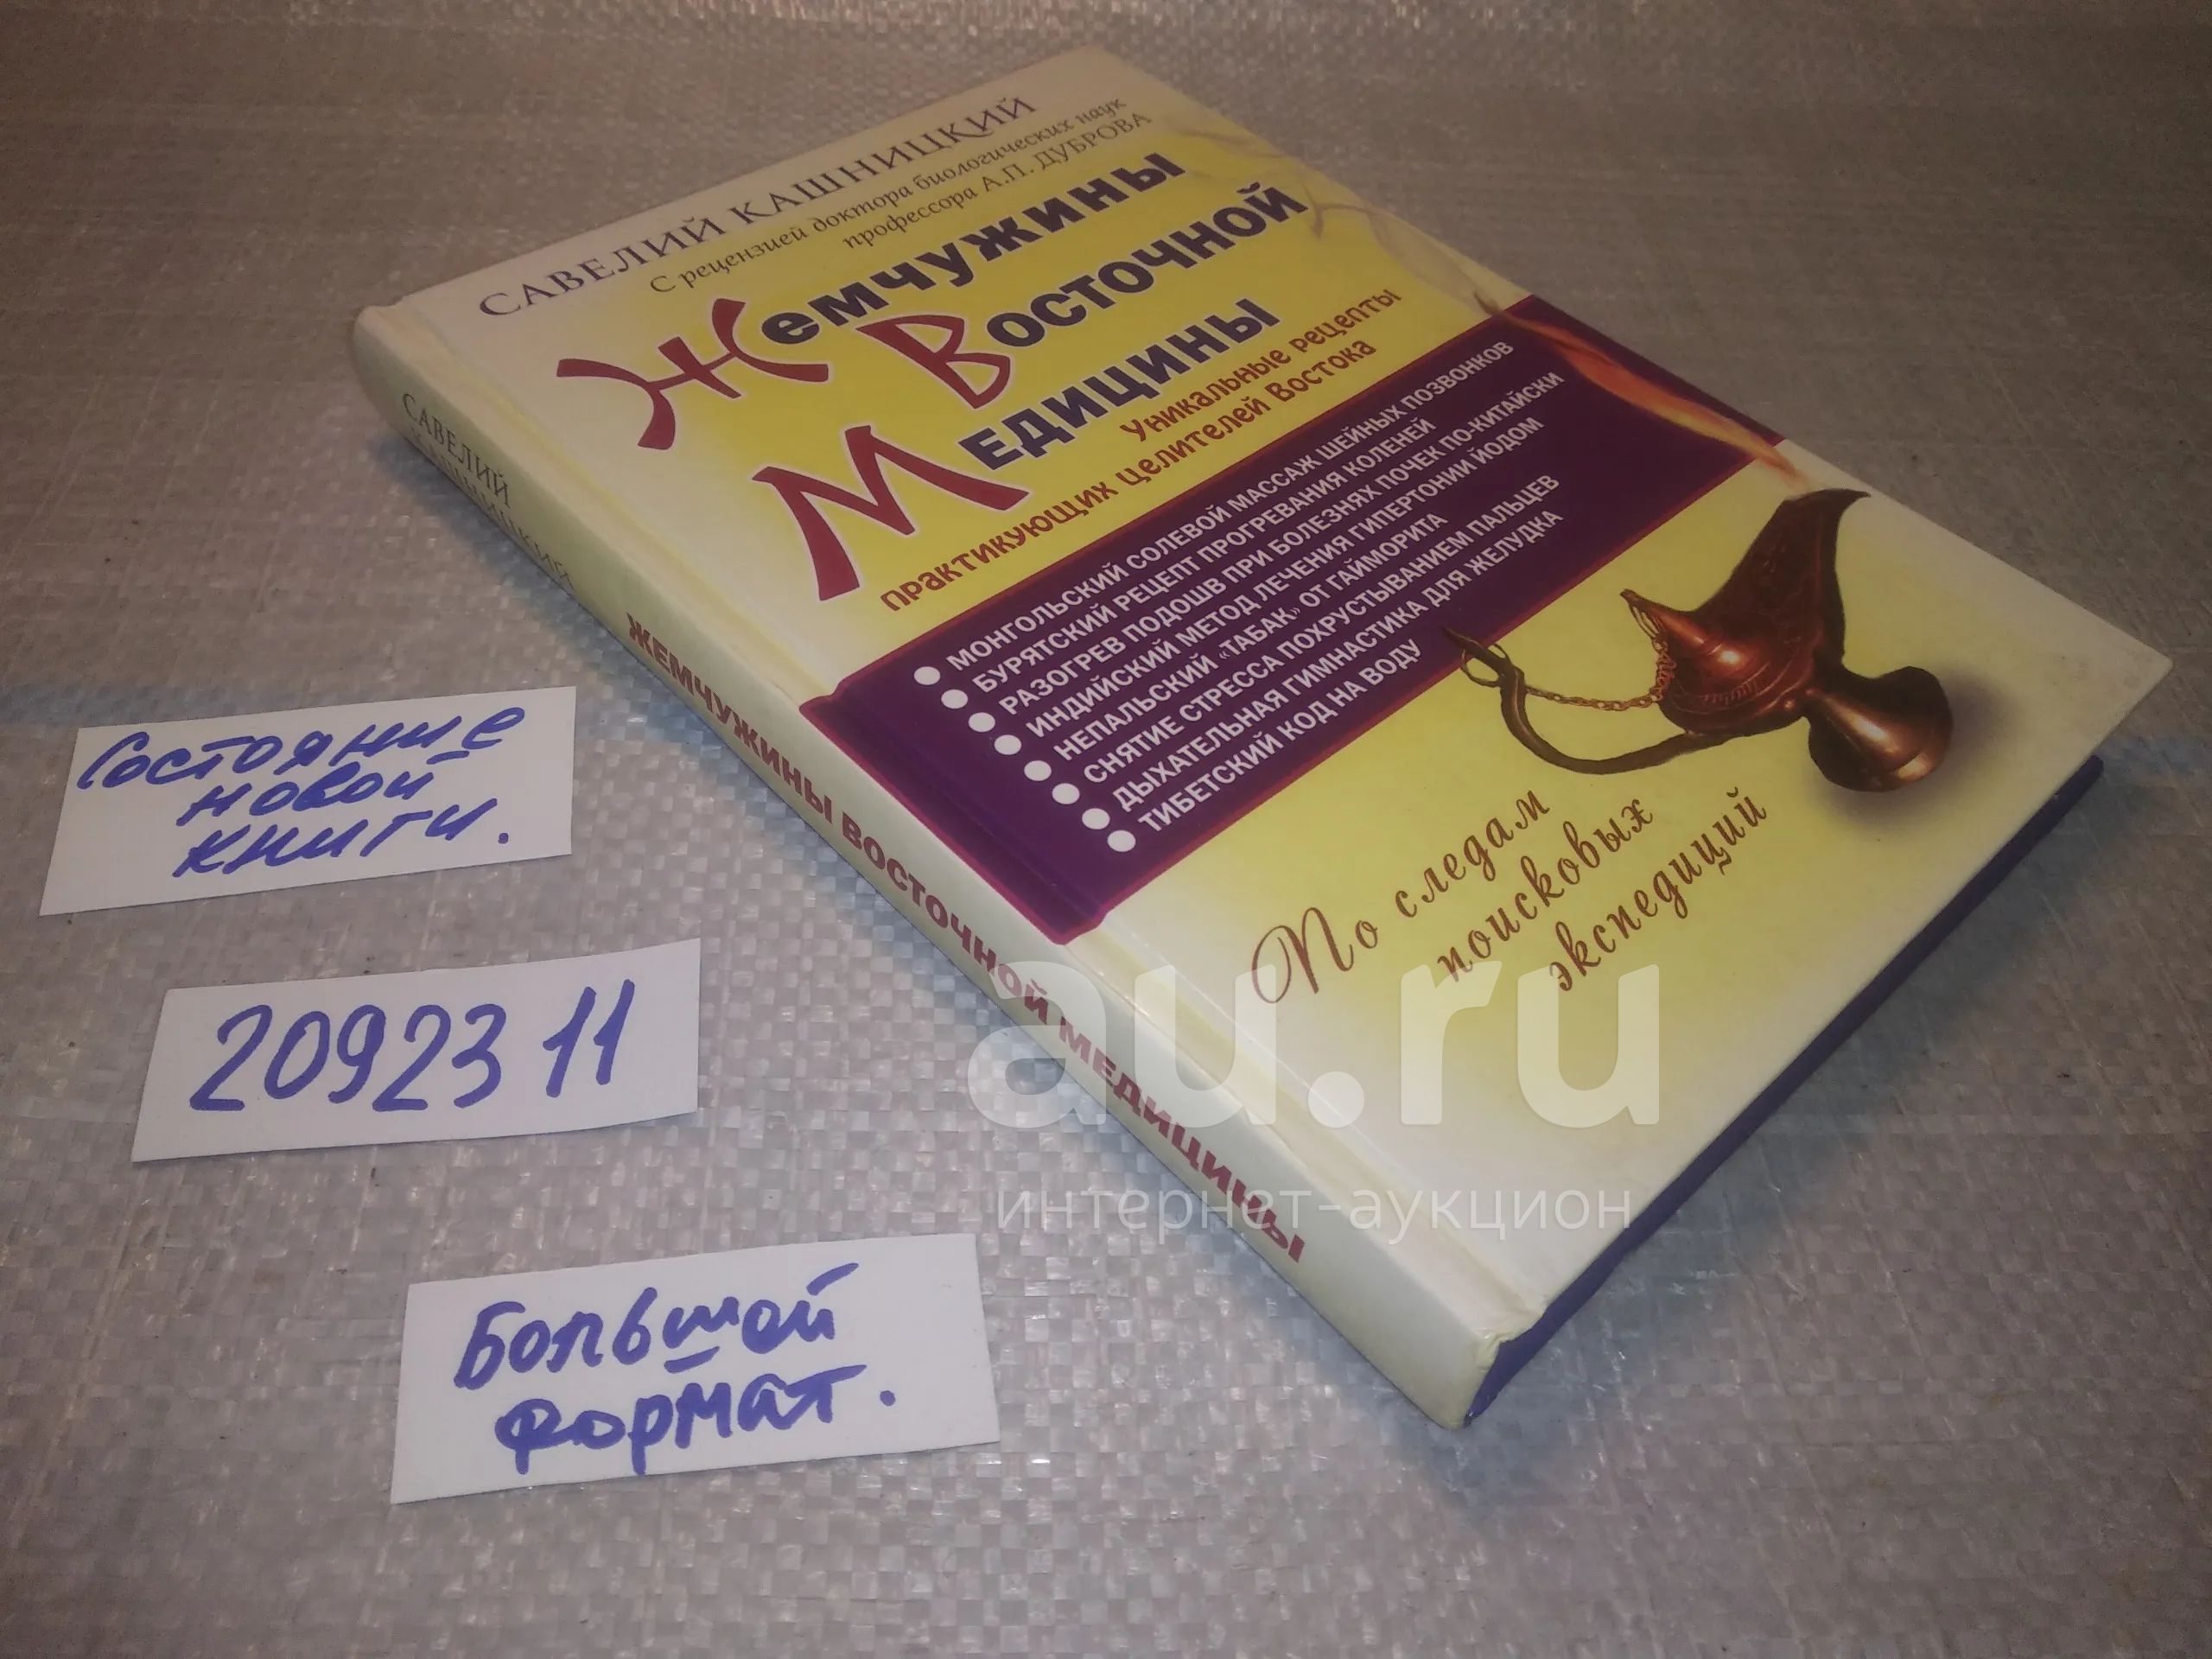 САВЕЛИЙ КАШНИЦКИЙ
С рецензией доктора биологических наук
профессора А.П. ДУБРОВА
Жемчужины
Восточной
Медицины
Уникальные рецепты
практикующих целителей Востока
МОНГОЛЬСКИЙ СОЛЕВОЙ МАССАЖ ШЕЙНЫХ ПОЗВОНКОВ
БУРЯТСКИЙ РЕЦЕПТ ПРОГРЕВАНИЯ КОЛЕНЕЙ
РАЗОГРЕВ ПОДОШВ ПРИ БОЛЕЗНЯХ ПОЧЕК ПО-КИТАЙСКИ
ИНДИЙСКИЙ МЕТОД ЛЕЧЕНИЯ ГИПЕРТОНИИ ЙОДОМ
НЕПАЛЬСКИЙ «ТАБАК» ОТ ГАЙМОРИТА
СНЯТИЕ СТРЕССА ПОХРУСТЫВАНИЕМ ПАЛЬЦЕВ
ДЫХАТЕЛЬНАЯ ГИМНАСТИКА ДЛЯ ЖЕЛУДКА
ТИБЕТСКИЙ КОД НА ВОДУ
По следам
поисковых
экспедиций
САВЕЛИЙ
КАШНИЦКИЙ
ЖЕМЧУЖИНЫ ВОСТОЧНОЙ МЕДИЦИНЫ
Состояние
новой
книги.
2092311
Большой
формат.
au.ru
интернет-аукцион